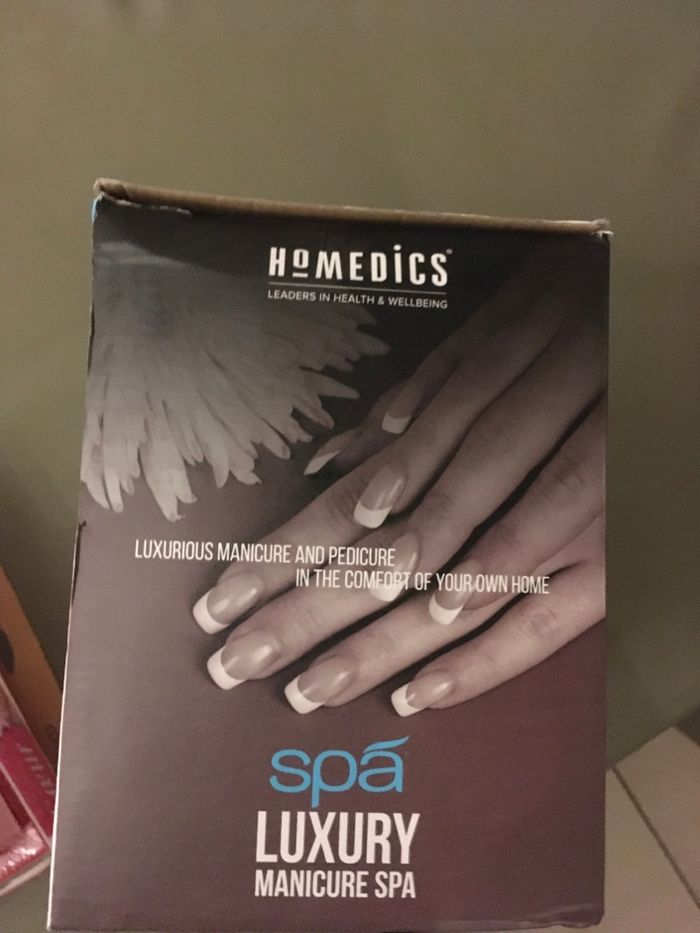 HoMEDiCS®
LEADERS IN HEALTH & WELLBEING
LUXURIOUS MANICURE AND PEDICURE
IN THE COMFORT OF YOUR OWN HOME
spa
LUXURY
MANICURE SPA